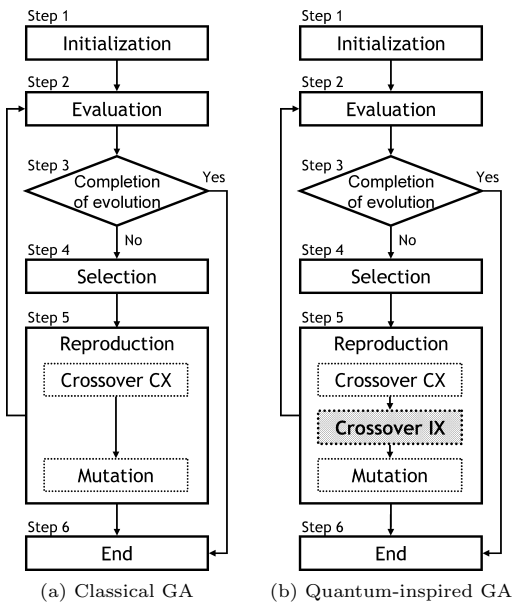 Step 1
Initialization
Step 2
Evaluation
Step 3
Completion
of evolution
Yes
No
Step 4
Selection
Step 5
Reproduction
Crossover CX
Mutation
Step 6
End
(a) Classical GA
Step 1
Initialization
Step 2
Evaluation
Step 3
Completion
of evolution
Yes
No
Step 4
Selection
Step 5
Reproduction
Crossover CX
Crossover IX
Mutation
Step 6
End
(b) Quantum-inspired GA